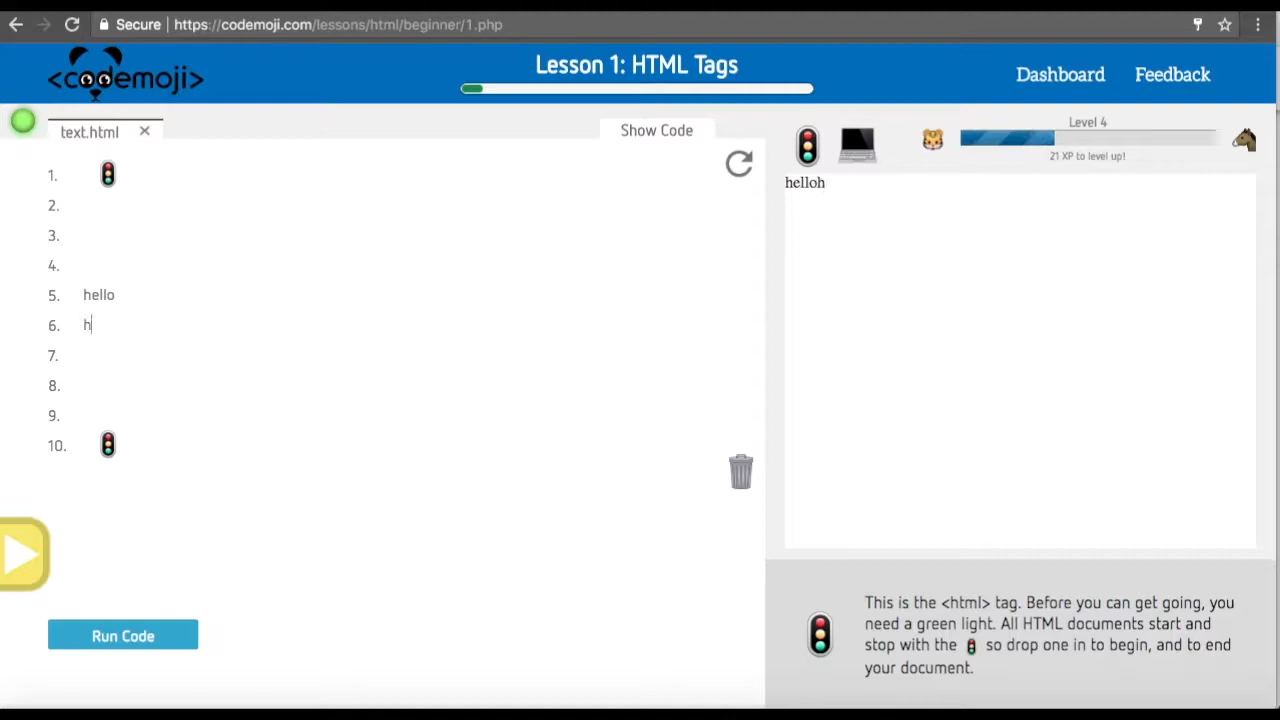 Secure https://codemoji.com/lessons/html/beginner/1.php
<codemoji>
Lesson 1: HTML Tags
Dashboard
Feedback
text.html
Show Code
Level 4
21 XP to level up!
1.
2.
3.
4.
5. hello
6. h
7.
8.
9.
10.
helloh
Run Code
This is the <html> tag. Before you can get going, you
need a green light. All HTML documents start and
stop with the so drop one in to begin, and to end
your document.